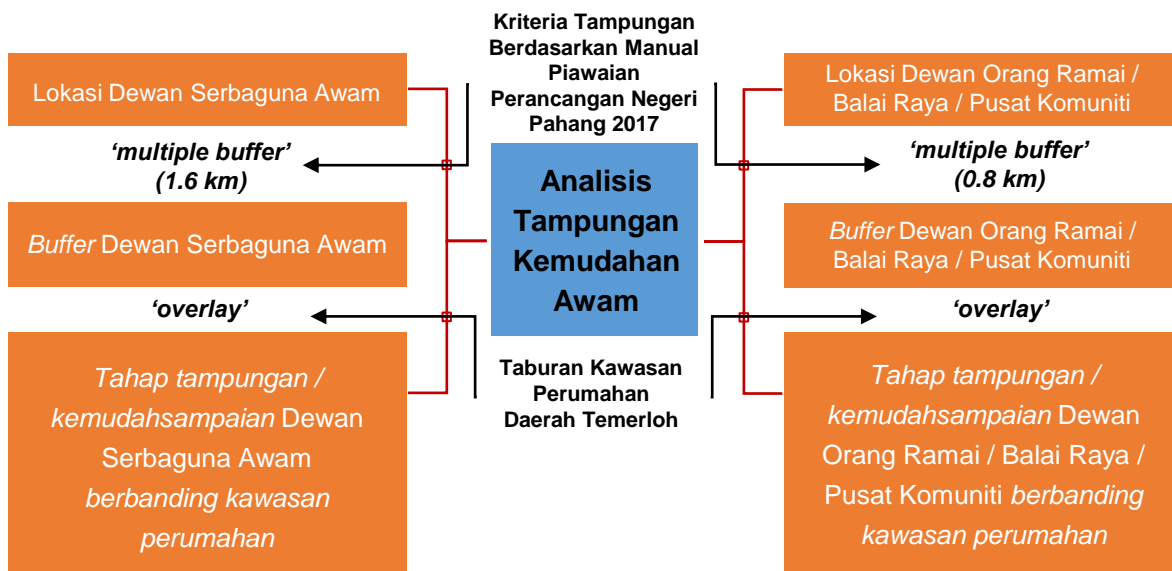 Kriteria Tampungan
Berdasarkan Manual
Piawaian
Perancangan Negeri
Pahang 2017
Lokasi Dewan Serbaguna Awam
‘multiple buffer’
(1.6 km)
Buffer Dewan Serbaguna Awam
‘overlay’
Tahap tampungan /
kemudahsampaian Dewan
Serbaguna Awam
berbanding kawasan
perumahan
Analisis
Tampungan
Kemudahan
Awam
Taburan Kawasan
Perumahan
Daerah Temerloh
Lokasi Dewan Orang Ramai /
Balai Raya / Pusat Komuniti
‘multiple buffer’
(0.8 km)
Buffer Dewan Orang Ramai /
Balai Raya / Pusat Komuniti
‘overlay’
Tahap tampungan /
kemudahsampaian Dewan
Orang Ramai / Balai Raya /
Pusat Komuniti berbanding
kawasan perumahan